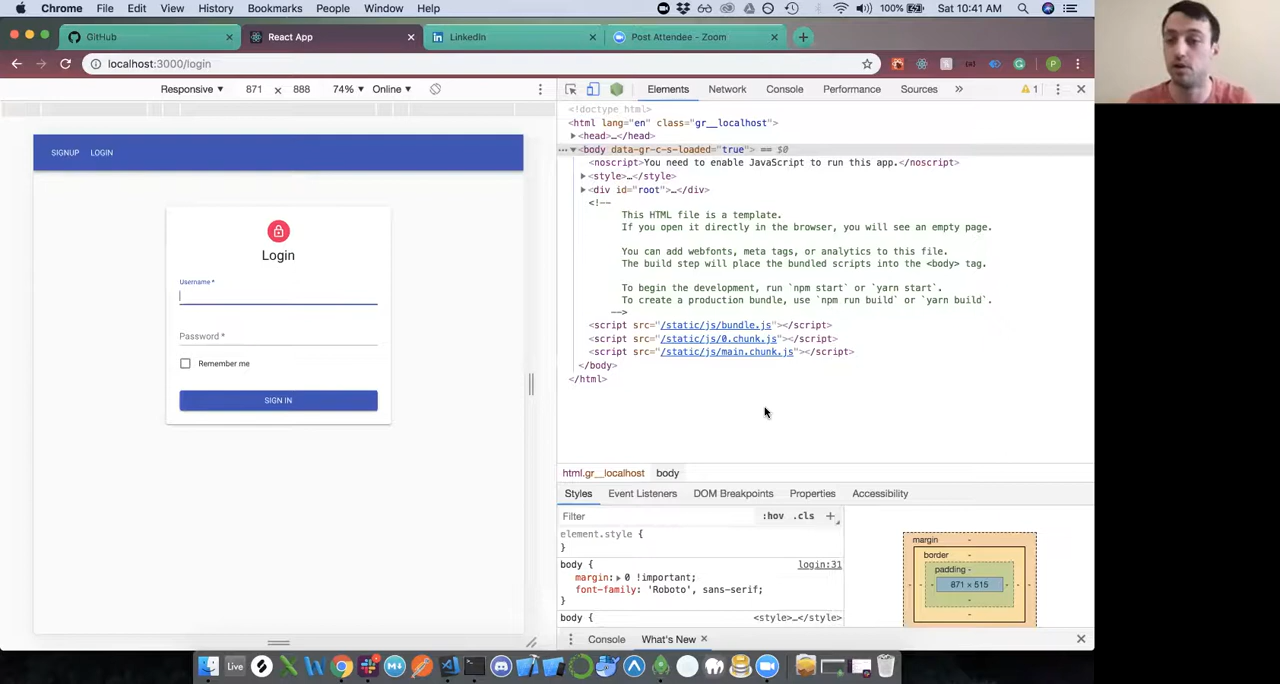 Chrome File Edit View History Bookmarks People Window Help 100% Sat 10:41 AM
GitHub React App LinkedIn Post Attendee - Zoom
localhost:3000/login
Responsive 871 x 888 74% Online
Elements Network Console Performance Sources » 1
SIGNUP LOGIN
Login
Username *
Password *
Remember me
SIGN IN
<!doctype html>
<html lang="en" class="gr__localhost">
<head>…</head>
<body data-gr-c-s-loaded="true"> == $0
<noscript>You need to enable JavaScript to run this app.</noscript>
<style>…</style>
<div id="root">…</div>
<!--
This HTML file is a template.
If you open it directly in the browser, you will see an empty page.
You can add webfonts, meta tags, or analytics to this file.
The build step will place the bundled scripts into the <body> tag.
To begin the development, run `npm start` or `yarn start`.
To create a production bundle, use `npm run build` or `yarn build`.
-->
<script src="/static/js/bundle.js"></script>
<script src="/static/js/0.chunk.js"></script>
<script src="/static/js/main.chunk.js"></script>
</body>
</html>
html.gr__localhost body
Styles Event Listeners DOM Breakpoints Properties Accessibility
Filter :hov .cls +
element.style {
}
body { login:31
margin: 0 !important;
font-family: 'Roboto', sans-serif;
}
body { <style>…</style>
margin -
border -
padding -
- - - 871 × 515 - - -
-
-
-
Console What's New
Live